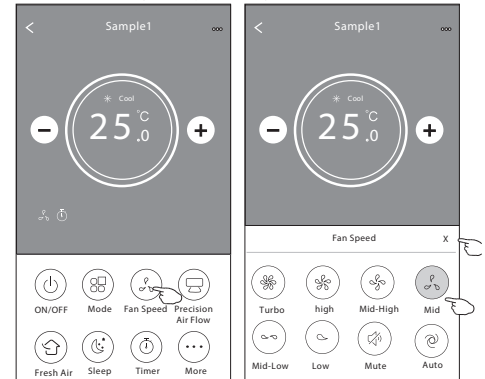 Sample1
Cool
25.0 °C
ON/OFF
Mode
Fan Speed
Precision
Air Flow
Fresh Air
Sleep
Timer
More
Sample1
Cool
25.0 °C
Fan Speed X
Turbo
high
Mid-High
Mid
Mid-Low
Low
Mute
Auto